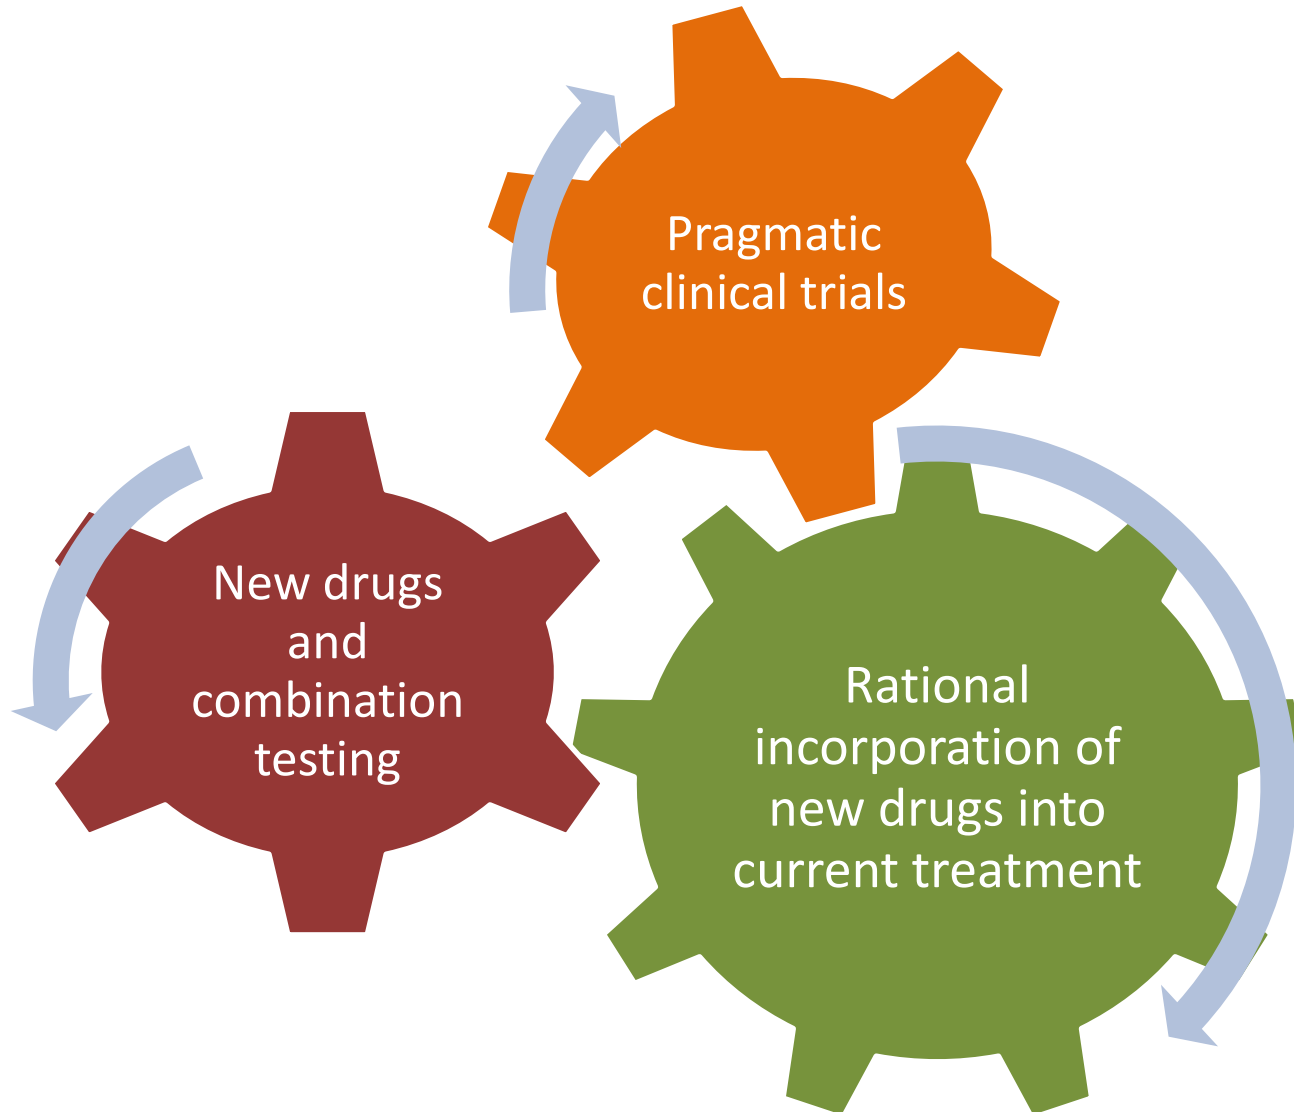 Pragmatic
clinical trials
New drugs
and
combination
testing
Rational
incorporation of
new drugs into
current treatment